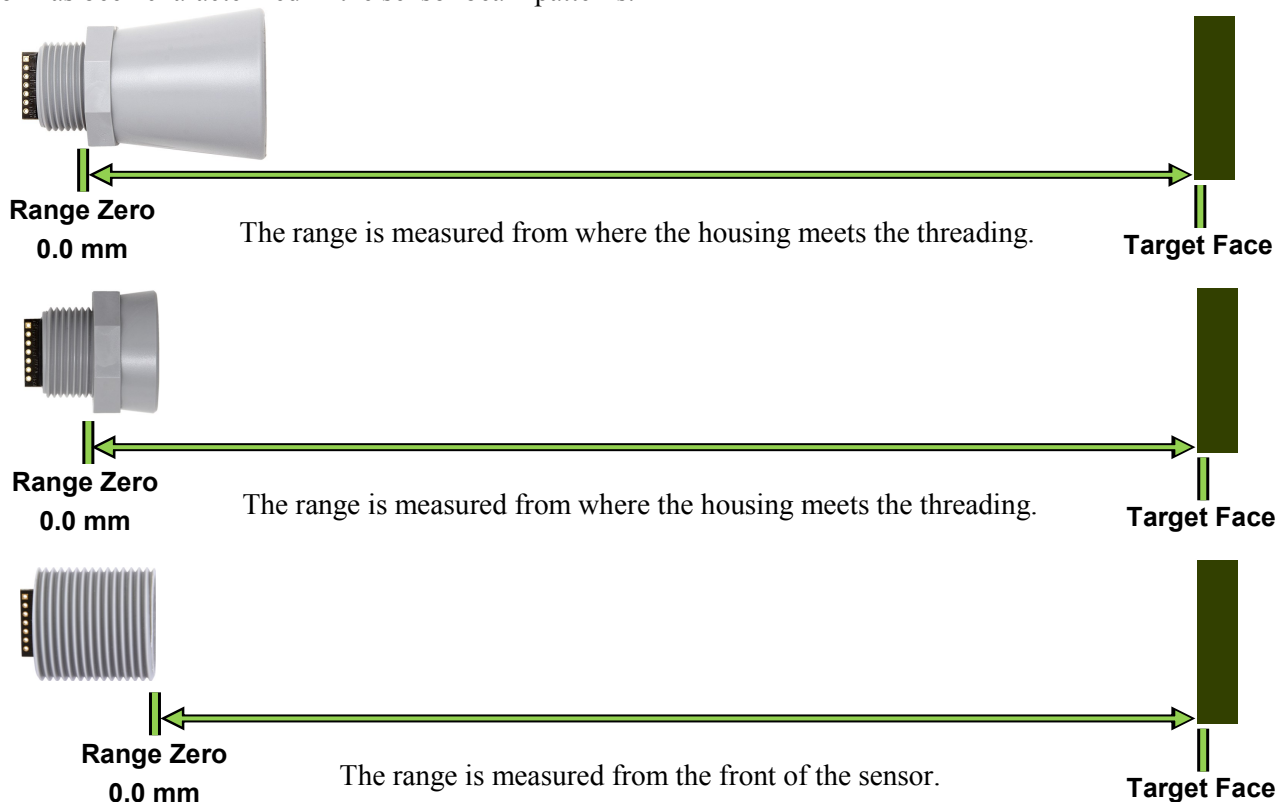 Range Zero
0.0 mm
The range is measured from where the housing meets the threading.
Target Face
Range Zero
0.0 mm
The range is measured from where the housing meets the threading.
Target Face
Range Zero
0.0 mm
The range is measured from the front of the sensor.
Target Face